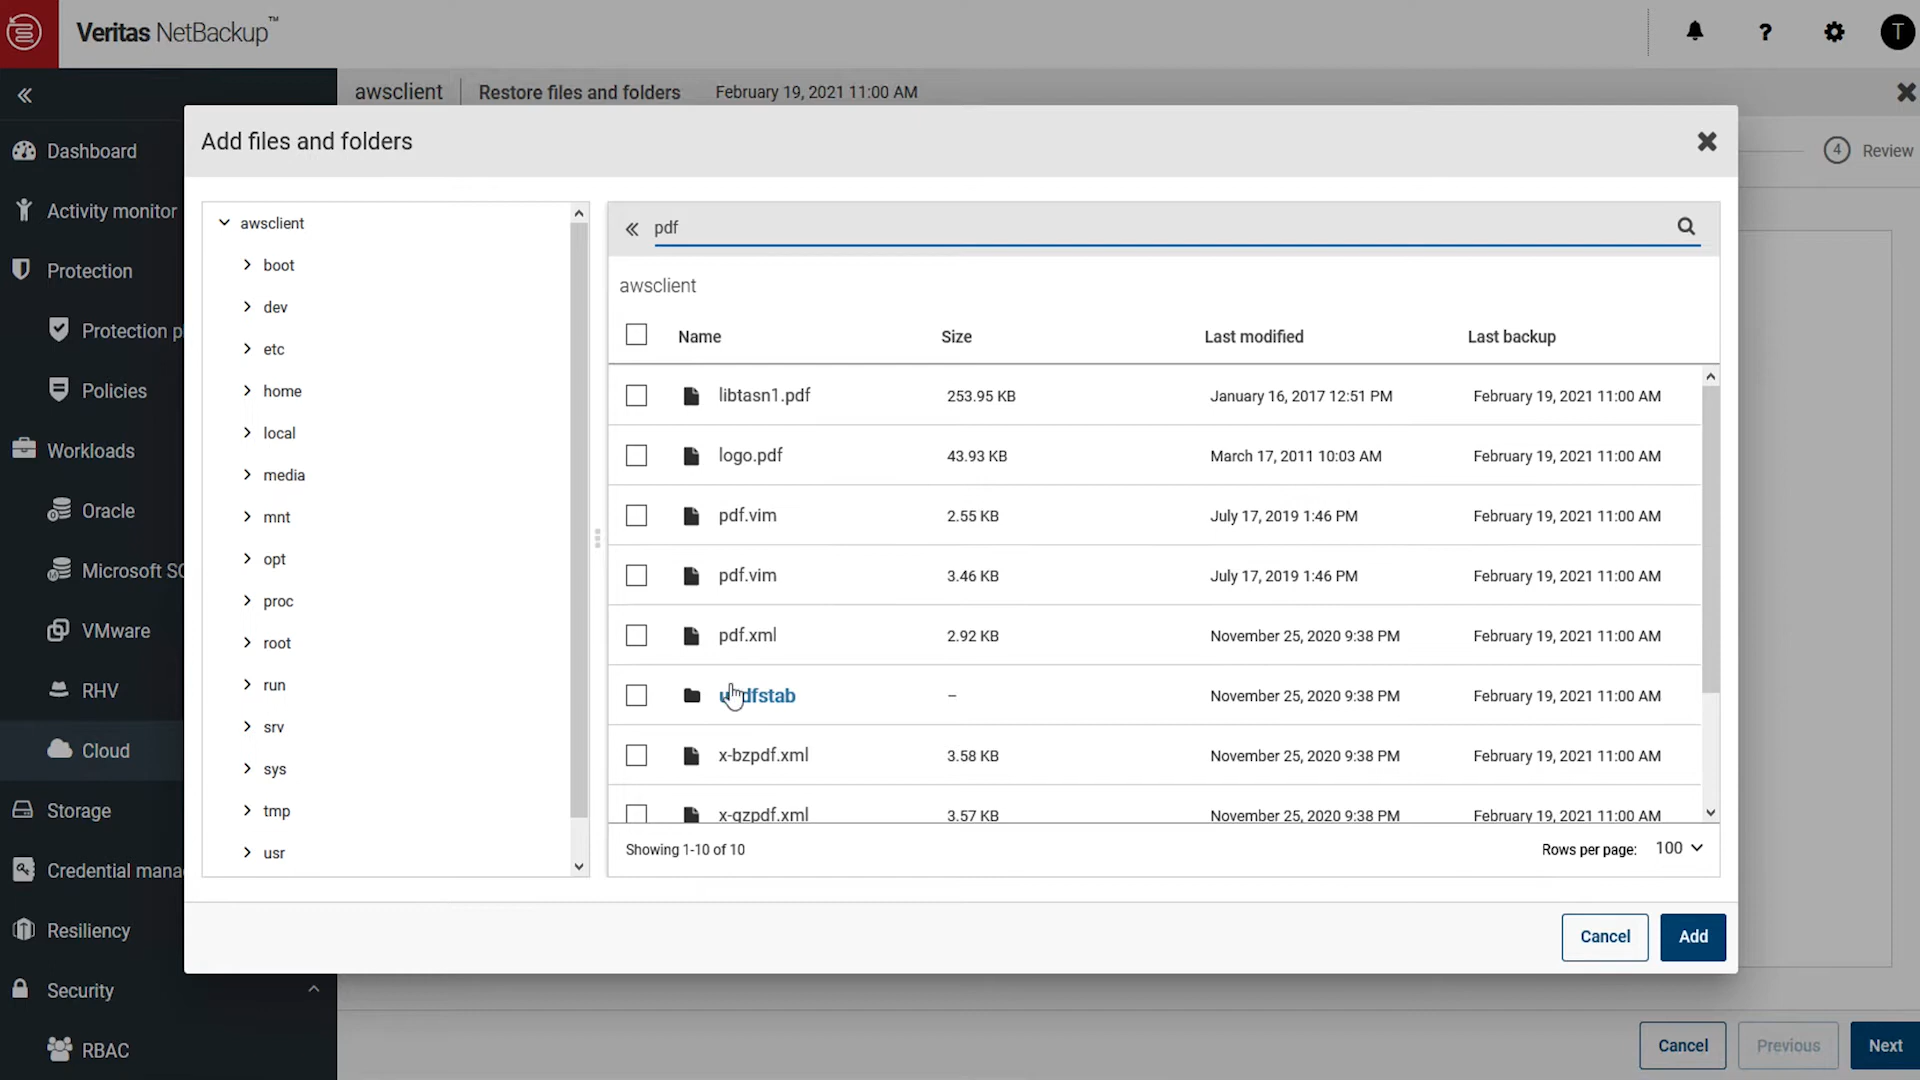 Veritas NetBackup™
T
awsclient
Restore files and folders
February 19, 2021 11:00 AM
Dashboard
Activity monitor
Protection
Protection p
Policies
Workloads
Oracle
Microsoft SQ
VMware
RHV
Cloud
Storage
Credential mana
Resiliency
Security
RBAC
4 Review
Add files and folders
awsclient
boot
dev
etc
home
local
media
mnt
opt
proc
root
run
srv
sys
tmp
usr
pdf
awsclient
Name Size Last modified Last backup
libtasn1.pdf 253.95 KB January 16, 2017 12:51 PM February 19, 2021 11:00 AM
logo.pdf 43.93 KB March 17, 2011 10:03 AM February 19, 2021 11:00 AM
pdf.vim 2.55 KB July 17, 2019 1:46 PM February 19, 2021 11:00 AM
pdf.vim 3.46 KB July 17, 2019 1:46 PM February 19, 2021 11:00 AM
pdf.xml 2.92 KB November 25, 2020 9:38 PM February 19, 2021 11:00 AM
– November 25, 2020 9:38 PM February 19, 2021 11:00 AM
x-bzpdf.xml 3.58 KB November 25, 2020 9:38 PM February 19, 2021 11:00 AM
x-gzpdf.xml 3.57 KB November 25, 2020 9:38 PM February 19, 2021 11:00 AM
Showing 1-10 of 10
Rows per page: 100
Cancel Add
Cancel Previous Next